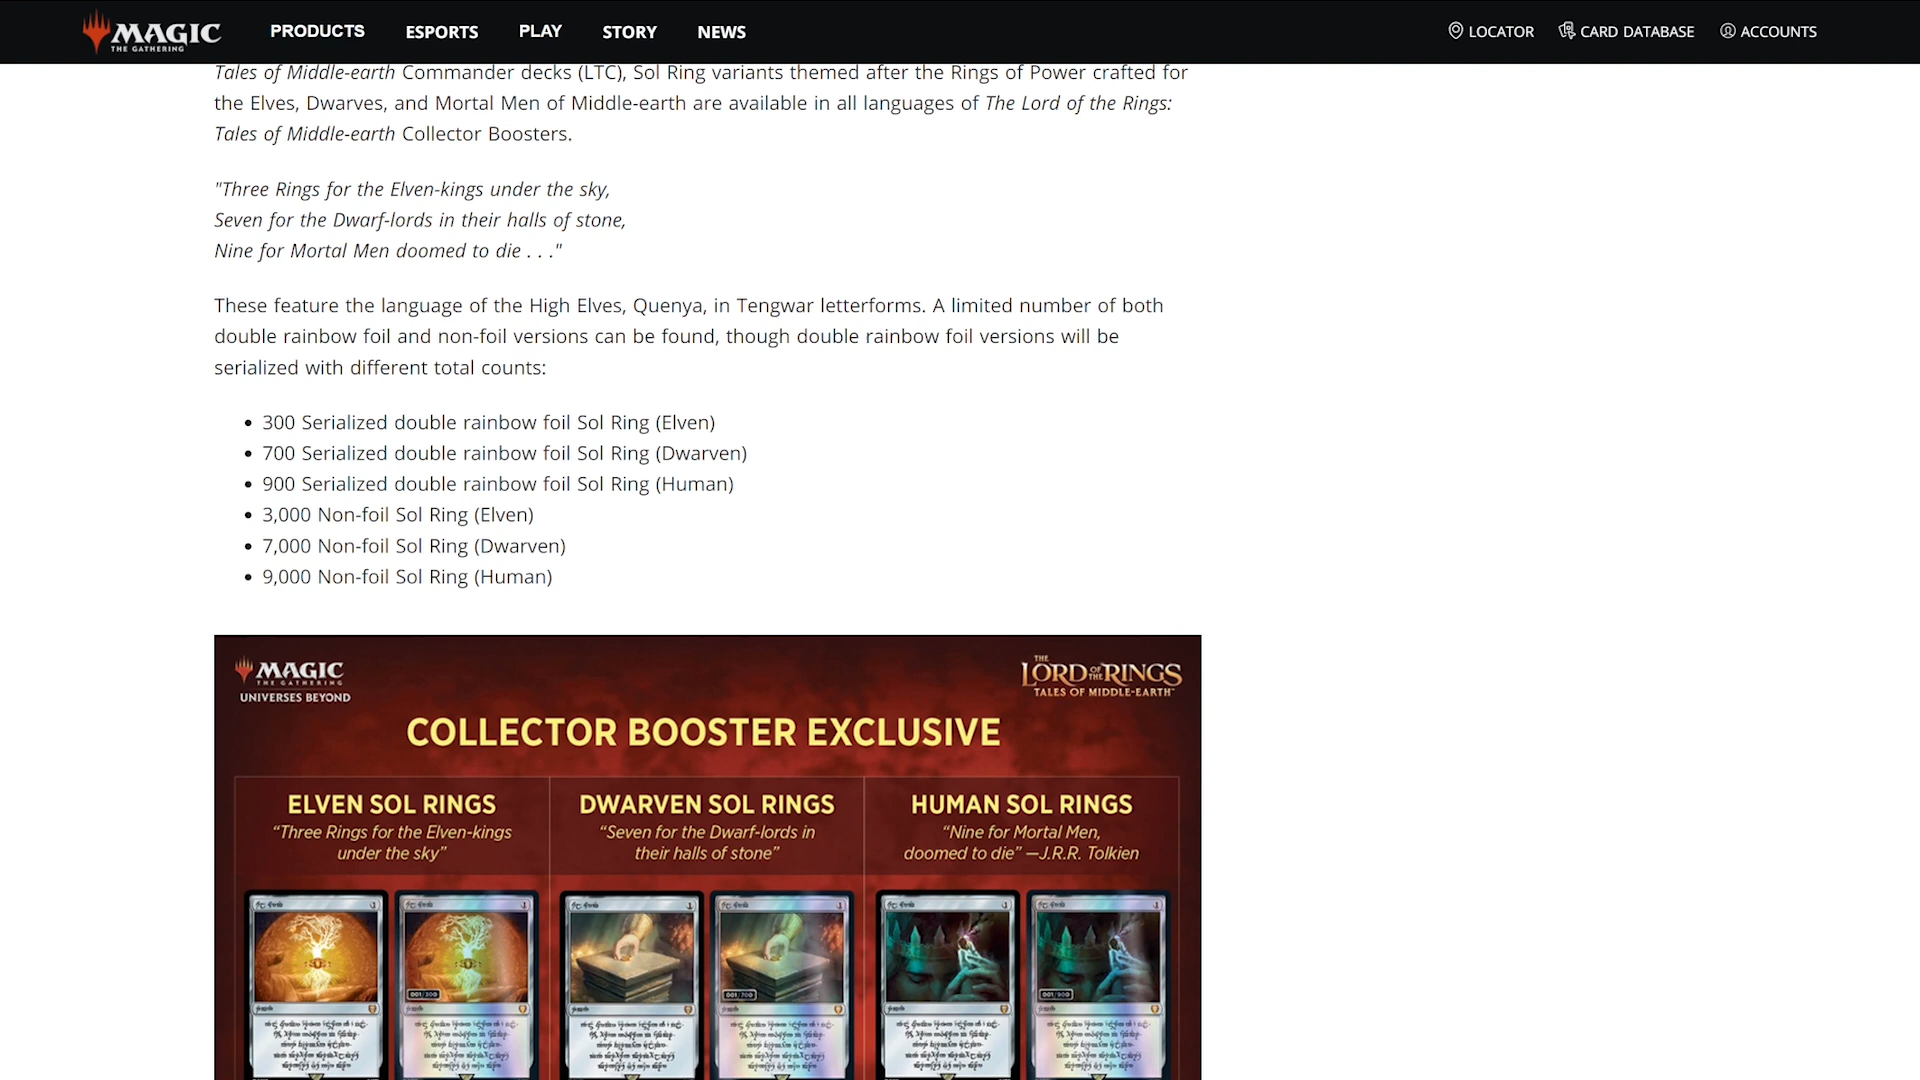 MAGIC
THE GATHERING
PRODUCTS
ESPORTS
PLAY
STORY
NEWS
LOCATOR
CARD DATABASE
ACCOUNTS
Tales of Middle-earth Commander decks (LTC), Sol Ring variants themed after the Rings of Power crafted for
the Elves, Dwarves, and Mortal Men of Middle-earth are available in all languages of The Lord of the Rings:
Tales of Middle-earth Collector Boosters.
"Three Rings for the Elven-kings under the sky,
Seven for the Dwarf-lords in their halls of stone,
Nine for Mortal Men doomed to die . . ."
These feature the language of the High Elves, Quenya, in Tengwar letterforms. A limited number of both
double rainbow foil and non-foil versions can be found, though double rainbow foil versions will be
serialized with different total counts:
• 300 Serialized double rainbow foil Sol Ring (Elven)
• 700 Serialized double rainbow foil Sol Ring (Dwarven)
• 900 Serialized double rainbow foil Sol Ring (Human)
• 3,000 Non-foil Sol Ring (Elven)
• 7,000 Non-foil Sol Ring (Dwarven)
• 9,000 Non-foil Sol Ring (Human)
MAGIC
THE GATHERING
UNIVERSES BEYOND
THE
LORD OF THE RINGS
TALES OF MIDDLE-EARTH™
COLLECTOR BOOSTER EXCLUSIVE
ELVEN SOL RINGS
“Three Rings for the Elven-kings
under the sky”
DWARVEN SOL RINGS
“Seven for the Dwarf-lords in
their halls of stone”
HUMAN SOL RINGS
“Nine for Mortal Men,
doomed to die” —J.R.R. Tolkien
1
1
1
1
1
1
001/300
001/700
001/900